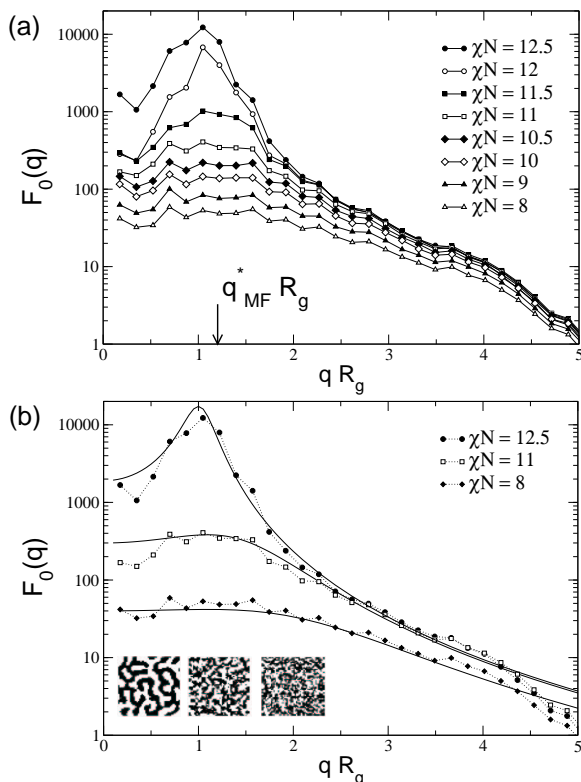 (a)
10000
1000
100
10
1
F₀(q)
χN = 12.5
χN = 12
χN = 11.5
χN = 11
χN = 10.5
χN = 10
χN = 9
χN = 8
q*MF Rg
0 1 2 3 4 5
q Rg
(b)
10000
1000
100
10
1
F₀(q)
χN = 12.5
χN = 11
χN = 8
0 1 2 3 4 5
q Rg